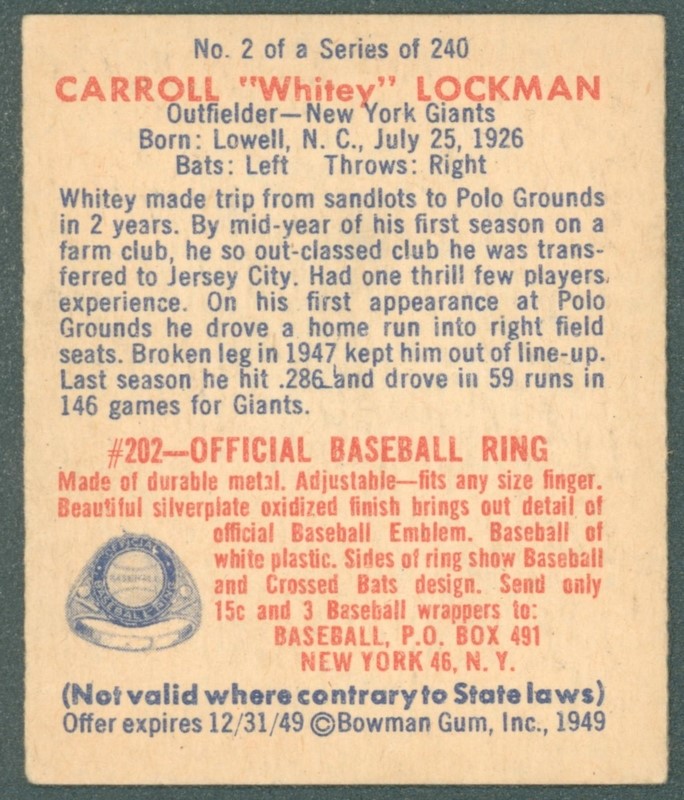 No. 2 of a Series of 240
CARROLL "Whitey" LOCKMAN
Outfielder—New York Giants
Born: Lowell, N. C., July 25, 1926
Bats: Left Throws: Right
Whitey made trip from sandlots to Polo Grounds
in 2 years. By mid-year of his first season on a
farm club, he so out-classed club he was trans-
ferred to Jersey City. Had one thrill few players
experience. On his first appearance at Polo
Grounds he drove a home run into right field
seats. Broken leg in 1947 kept him out of line-up.
Last season he hit .286 and drove in 59 runs in
146 games for Giants.
#202—OFFICIAL BASEBALL RING
Made of durable metal. Adjustable—fits any size finger.
Beautiful silverplate oxidized finish brings out detail of
official Baseball Emblem. Baseball of
white plastic. Sides of ring show Baseball
and Crossed Bats design. Send only
15c and 3 Baseball wrappers to:
BASEBALL, P.O. BOX 491
NEW YORK 46, N. Y.
OFFICIAL
BASEBALL
BASEBALL RING
(Not valid where contrary to State laws)
Offer expires 12/31/49 ©Bowman Gum, Inc., 1949